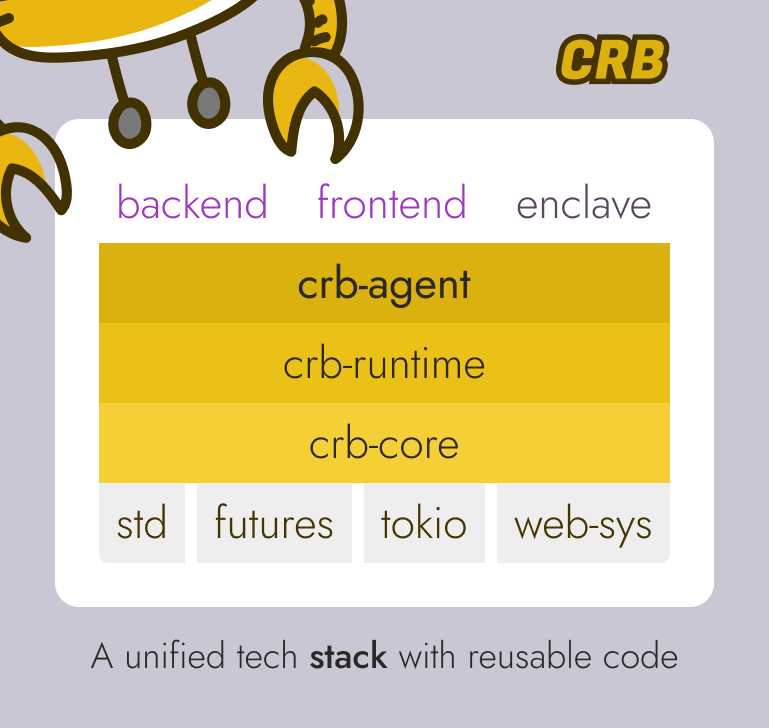 CRB
backend frontend enclave
crb-agent
crb-runtime
crb-core
std futures tokio web-sys
A unified tech stack with reusable code